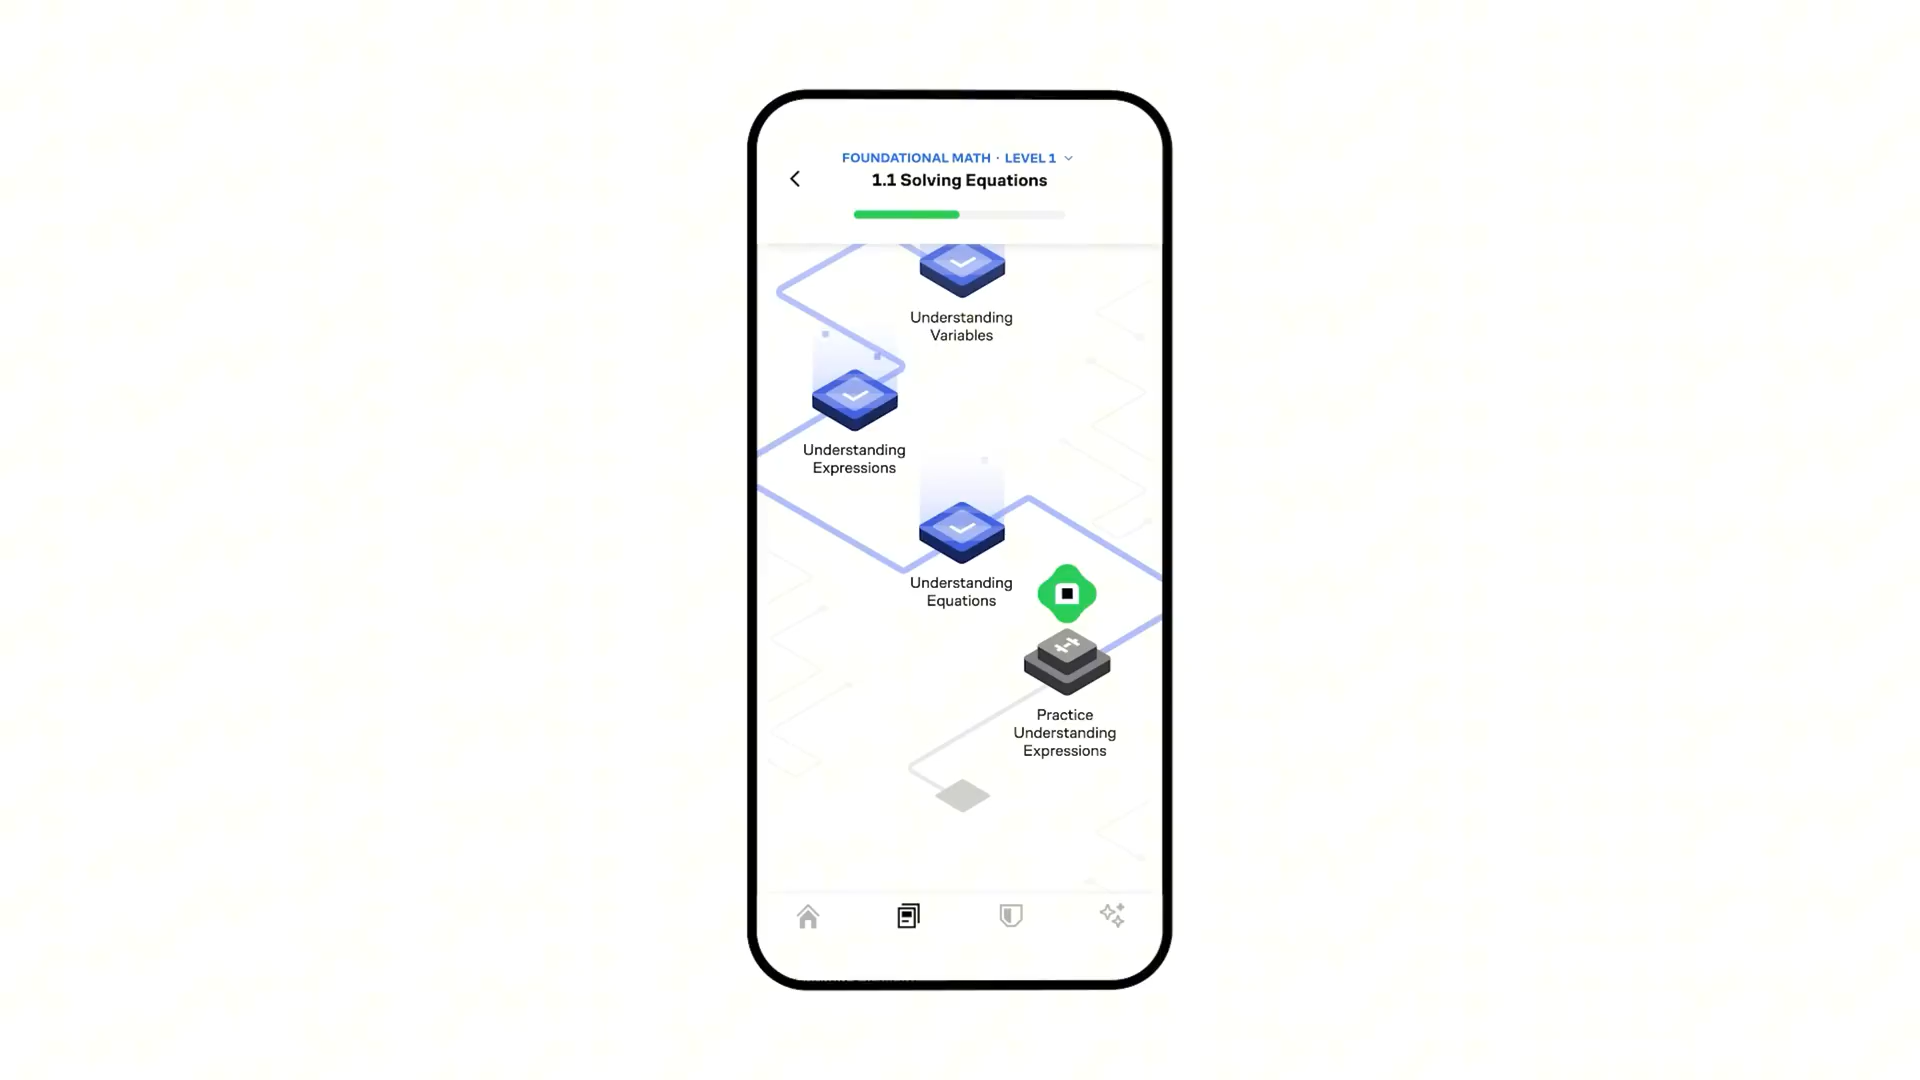 FOUNDATIONAL MATH · LEVEL 1
1.1 Solving Equations
Understanding
Variables
Understanding
Expressions
Understanding
Equations
Practice
Understanding
Expressions